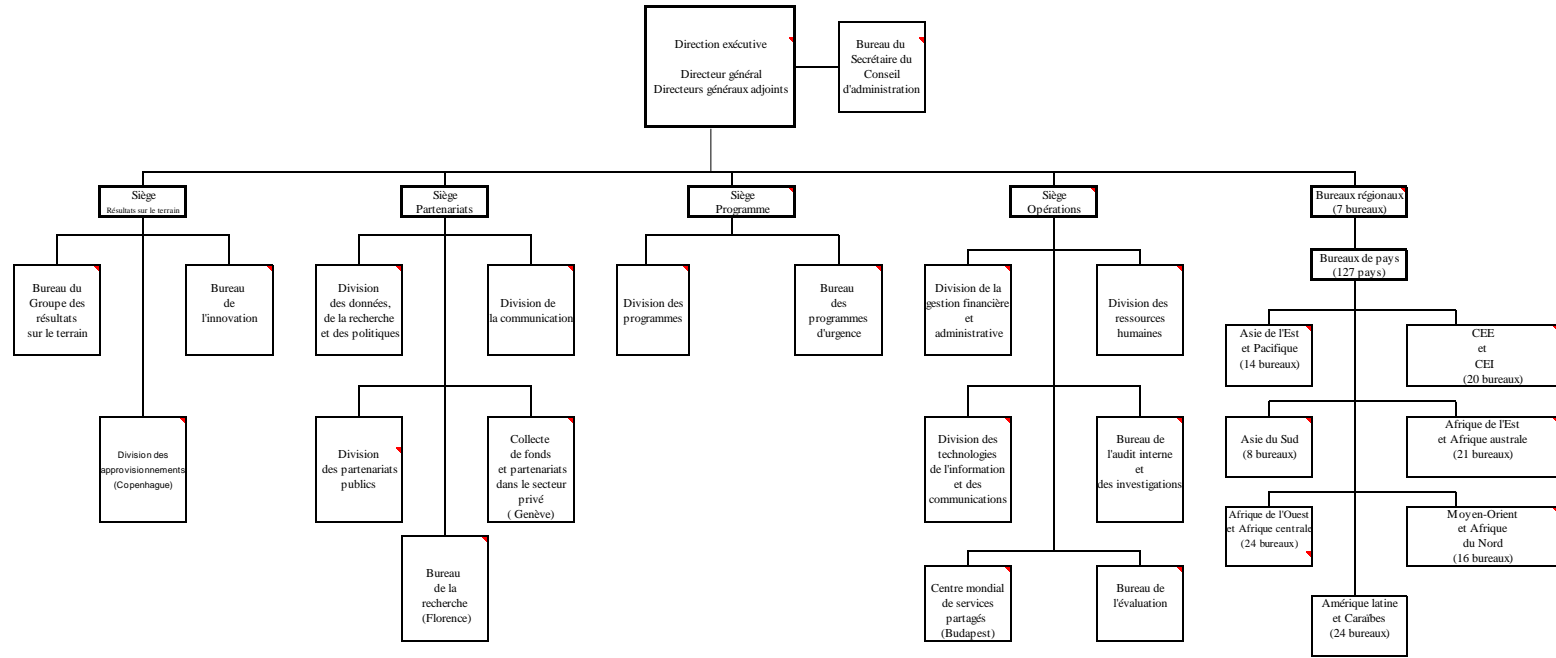 Direction exécutive
Directeur général
Directeurs généraux adjoints
Bureau du
Secrétaire du
Conseil
d'administration
Siège
Résultats sur le terrain
Siège
Partenariats
Siège
Programme
Siège
Opérations
Bureaux régionaux
(7 bureaux)
Bureaux de pays
(127 pays)
Bureau du
Groupe des
résultats
sur le terrain
Bureau
de
l'innovation
Division
des données,
de la recherche
et des politiques
Division de
la communication
Division des
programmes
Bureau
des
programmes
d'urgence
Division de la
gestion financière
et
administrative
Division des
ressources
humaines
Asie de l'Est
et Pacifique
(14 bureaux)
CEE
et
CEI
(20 bureaux)
Division des
approvisionnements
(Copenhague)
Division
des partenariats
publics
Collecte
de fonds
et partenariats
dans le secteur
privé
( Genève)
Division des
technologies
de l'information
et des
communications
Bureau de
l'audit interne
et
des investigations
Asie du Sud
(8 bureaux)
Afrique de l'Est
et Afrique australe
(21 bureaux)
Afrique de l'Ouest
et Afrique centrale
(24 bureaux)
Moyen-Orient
et Afrique
du Nord
(16 bureaux)
Bureau
de la
recherche
(Florence)
Centre mondial
de services
partagés
(Budapest)
Bureau de
l'évaluation
Amérique latine
et Caraïbes
(24 bureaux)